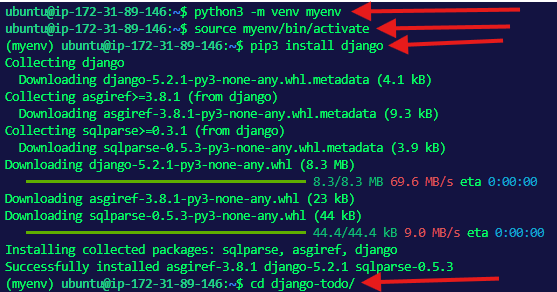 ubuntu@ip-172-31-89-146:~$ python3 -m venv myenv
ubuntu@ip-172-31-89-146:~$ source myenv/bin/activate
(myenv) ubuntu@ip-172-31-89-146:~$ pip3 install django
Collecting django
  Downloading django-5.2.1-py3-none-any.whl.metadata (4.1 kB)
Collecting asgiref>=3.8.1 (from django)
  Downloading asgiref-3.8.1-py3-none-any.whl.metadata (9.3 kB)
Collecting sqlparse>=0.3.1 (from django)
  Downloading sqlparse-0.5.3-py3-none-any.whl.metadata (3.9 kB)
Downloading django-5.2.1-py3-none-any.whl (8.3 MB)
8.3/8.3 MB 69.6 MB/s eta 0:00:00
Downloading asgiref-3.8.1-py3-none-any.whl (23 kB)
Downloading sqlparse-0.5.3-py3-none-any.whl (44 kB)
44.4/44.4 kB 9.0 MB/s eta 0:00:00
Installing collected packages: sqlparse, asgiref, django
Successfully installed asgiref-3.8.1 django-5.2.1 sqlparse-0.5.3
(myenv) ubuntu@ip-172-31-89-146:~$ cd django-todo/